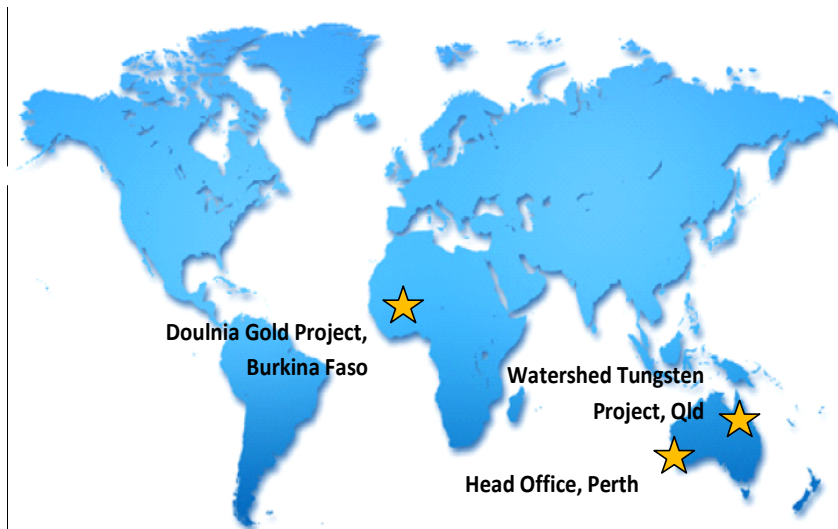 Doulnia Gold Project,
Burkina Faso
Watershed Tungsten
Project, Qld
Head Office, Perth